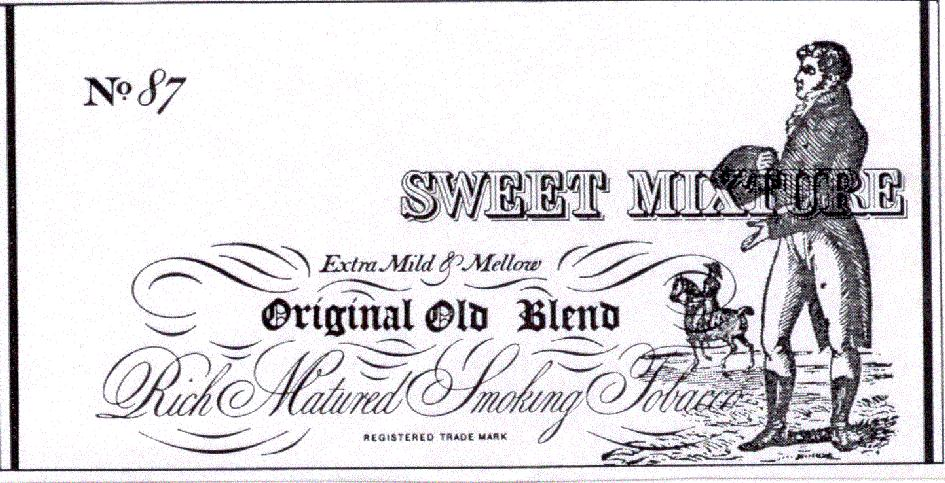 Nº 87
SWEET MIXTURE
Extra Mild & Mellow
Original Old Blend
Rich Matured Smoking Tobacco
REGISTERED TRADE MARK